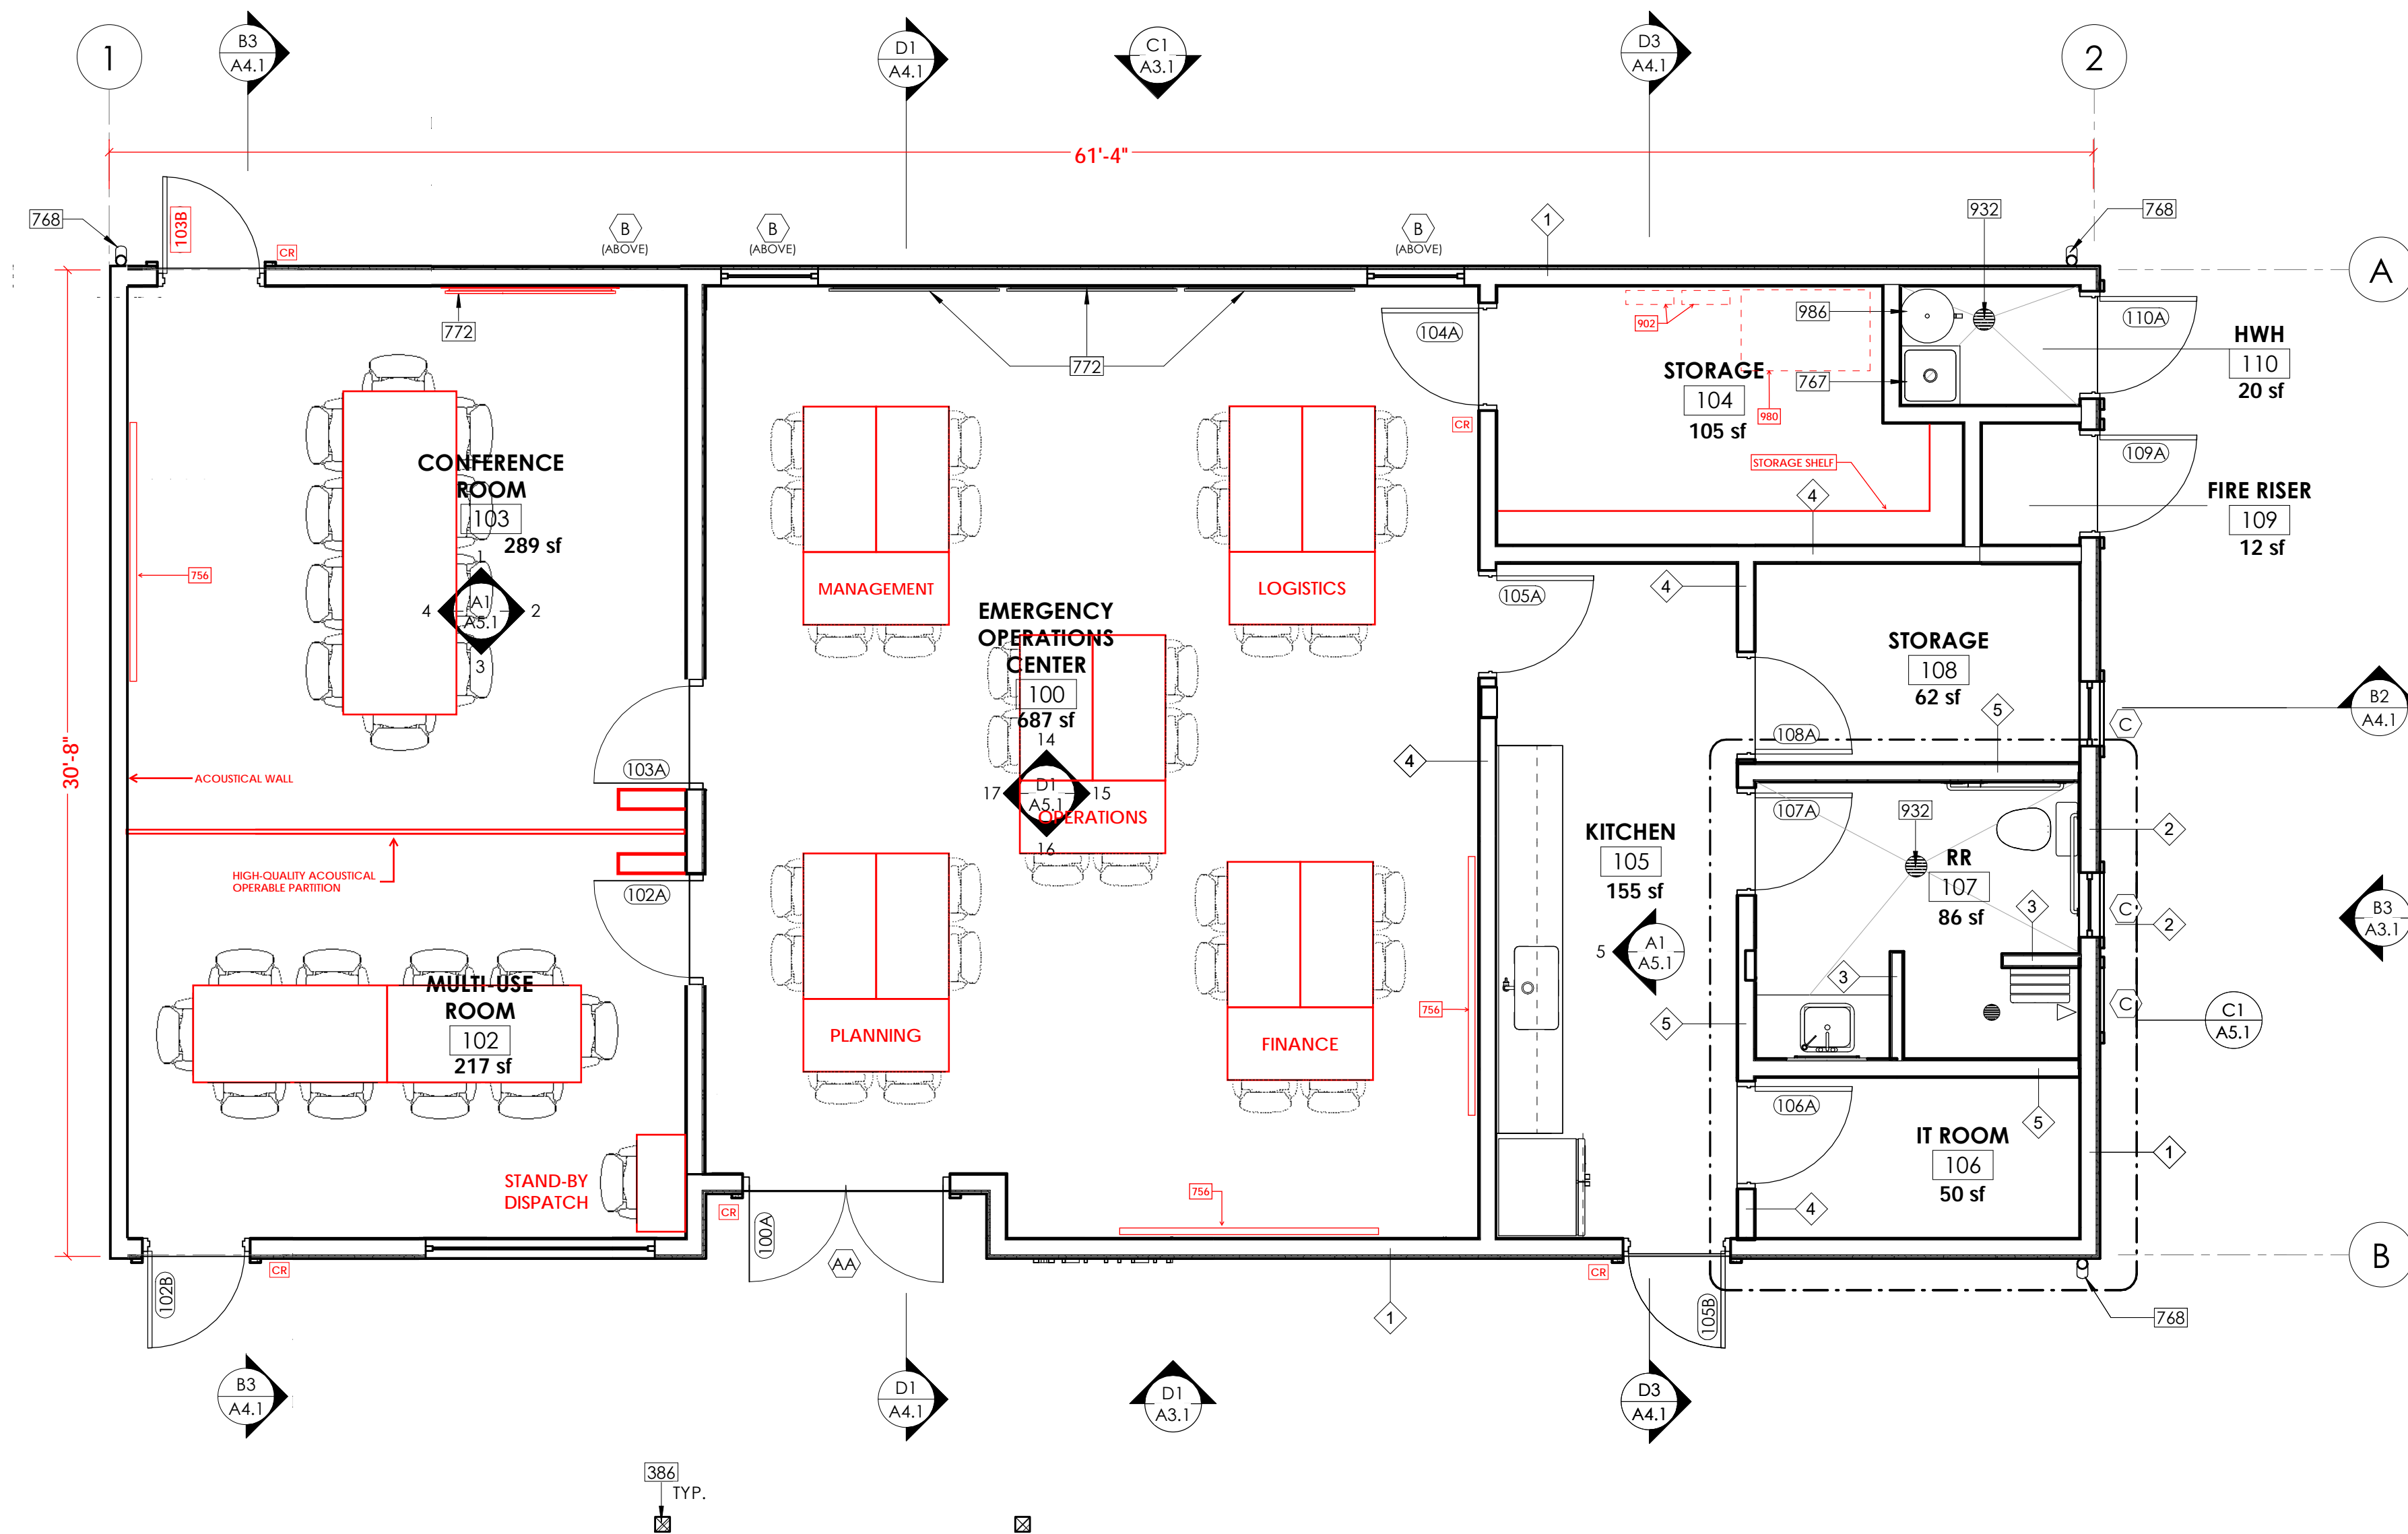 1
B3
A4.1
D1
A4.1
C1
A3.1
D3
A4.1
2
61'-4"
768
103B
CR
B
(ABOVE)
B
(ABOVE)
B
(ABOVE)
1
932
768
A
772
772
104A
902
986
767
980
STORAGE
104
105 sf
110A
HWH
110
20 sf
CR
STORAGE SHELF
4
109A
FIRE RISER
109
12 sf
CONFERENCE
ROOM
103
289 sf
756
1
4
A1
A5.1
2
3
MANAGEMENT
LOGISTICS
EMERGENCY
OPERATIONS
CENTER
100
687 sf
14
17
D1
A5.1
15
OPERATIONS
16
105A
4
STORAGE
108
62 sf
5
108A
C
B2
A4.1
30'-8"
ACOUSTICAL WALL
103A
4
107A
932
2
HIGH-QUALITY ACOUSTICAL
OPERABLE PARTITION
102A
KITCHEN
105
155 sf
RR
107
86 sf
3
C
2
B3
A3.1
5
A1
A5.1
3
MULTI-USE
ROOM
102
217 sf
PLANNING
FINANCE
756
5
C
C1
A5.1
106A
5
IT ROOM
106
50 sf
1
STAND-BY
DISPATCH
756
4
CR
100A
AA
CR
102B
CR
105B
B
1
768
B3
A4.1
D1
A4.1
D1
A3.1
D3
A4.1
386
TYP.